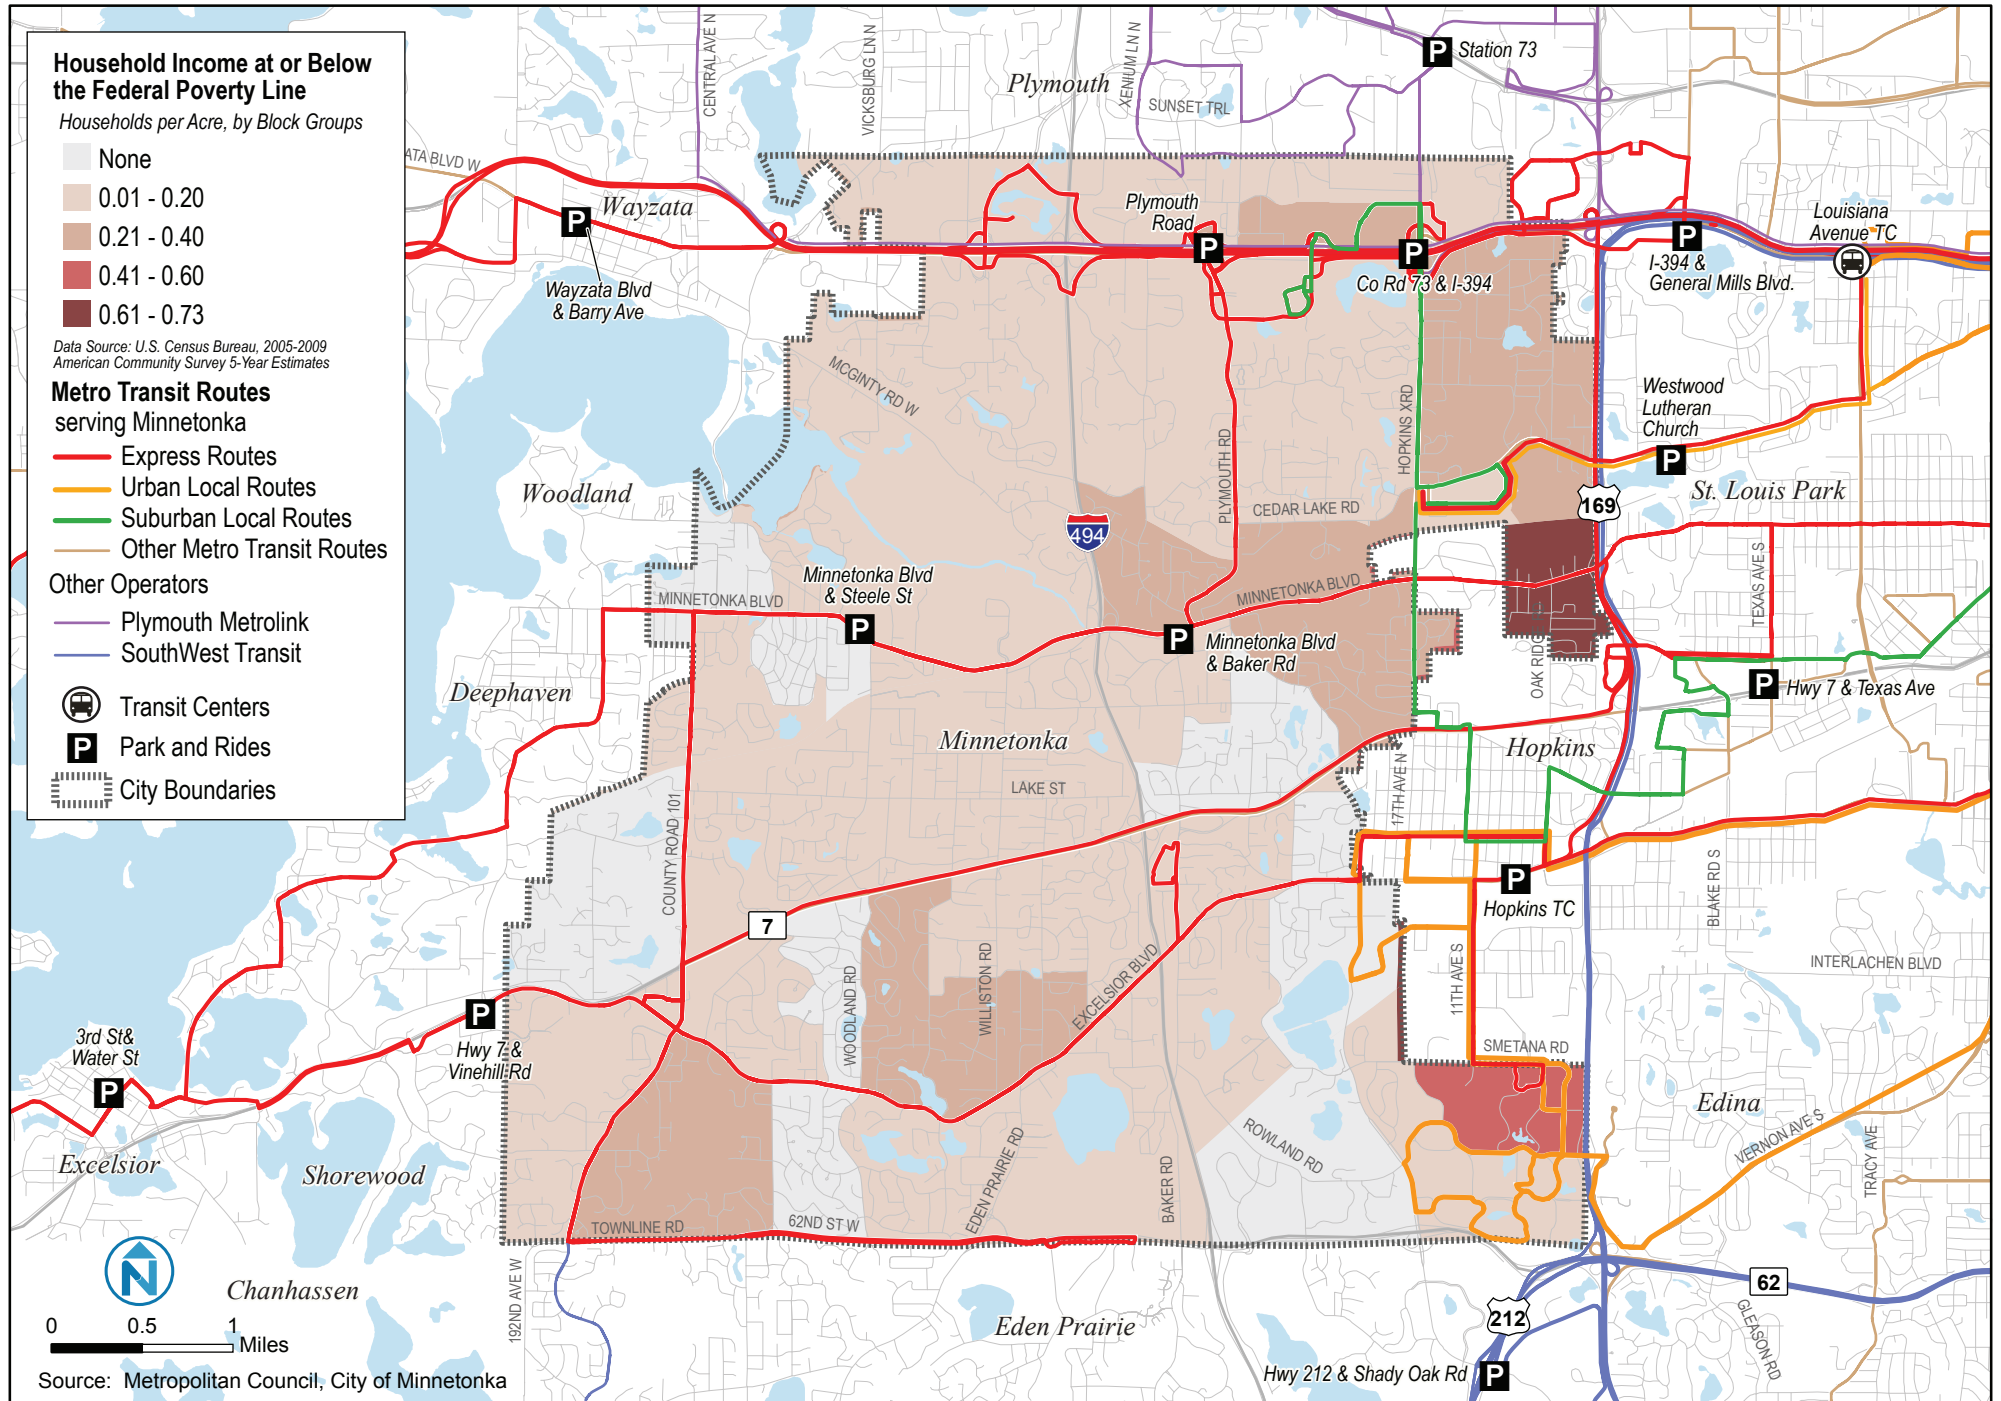 Household Income at or Below
the Federal Poverty Line
Households per Acre, by Block Groups
None
0.01 - 0.20
0.21 - 0.40
0.41 - 0.60
0.61 - 0.73
Data Source: U.S. Census Bureau, 2005-2009
American Community Survey 5-Year Estimates
Metro Transit Routes
serving Minnetonka
Express Routes
Urban Local Routes
Suburban Local Routes
Other Metro Transit Routes
Other Operators
Plymouth Metrolink
SouthWest Transit
Transit Centers
P Park and Rides
City Boundaries
CENTRAL AVE N
VICKSBURG LN N
Plymouth
XENIUM LN N
SUNSET TRL
P Station 73
ATA BLVD W
P
Wayzata
Wayzata Blvd
& Barry Ave
Plymouth
Road
P
P
Co Rd 73 & I-394
P
I-394 &
General Mills Blvd.
Louisiana
Avenue TC
MCGINTY RD W
Westwood
Lutheran
Church
P
HOPKINS XRD
PLYMOUTH RD
Woodland
St. Louis Park
169
CEDAR LAKE RD
494
Minnetonka Blvd
& Steele St
P
MINNETONKA BLVD
MINNETONKA BLVD
TEXAS AVE S
P
Minnetonka Blvd
& Baker Rd
OAK RIDGE
Deephaven
P Hwy 7 & Texas Ave
Minnetonka
Hopkins
LAKE ST
17TH AVE N
COUNTY ROAD 101
BLAKE RD S
P
Hopkins TC
7
WOODLAND RD
WILLISTON RD
EXCELSIOR BLVD
11TH AVE S
INTERLACHEN BLVD
P
Hwy 7 &
Vinehill Rd
3rd St&
Water St
P
SMETANA RD
Edina
VERNON AVE S
TRACY AVE
ROWLAND RD
Excelsior
Shorewood
EDEN PRAIRIE RD
BAKER RD
TOWNLINE RD
62ND ST W
192ND AVE W
N
Chanhassen
62
212
GLEASON RD
Eden Prairie
0 0.5 1
Miles
Hwy 212 & Shady Oak Rd P
Source: Metropolitan Council, City of Minnetonka